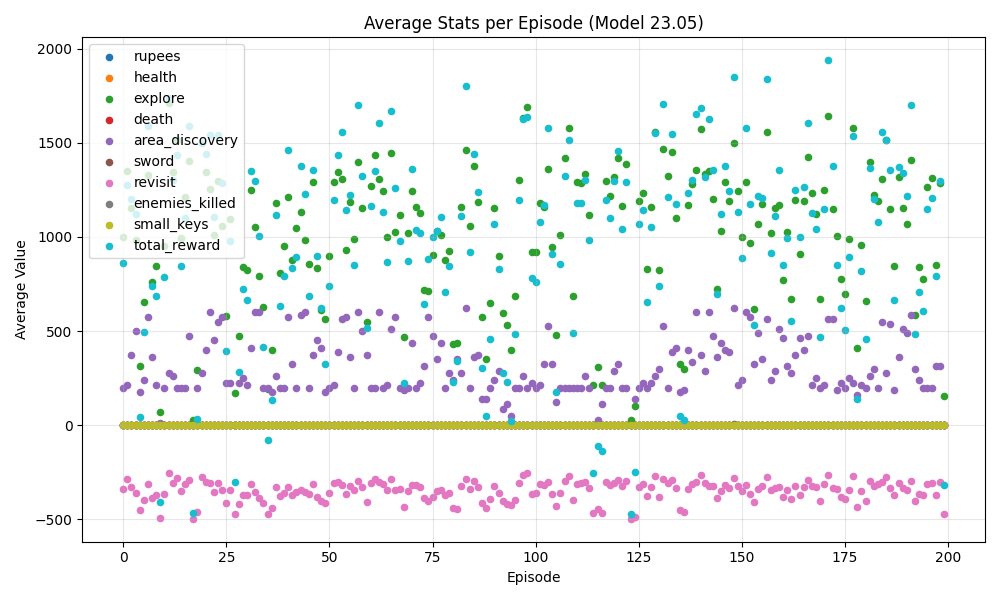 Average Stats per Episode (Model 23.05)
2000
1500
1000
500
0
−500
Average Value
rupees
health
explore
death
area_discovery
sword
revisit
enemies_killed
small_keys
total_reward
0
25
50
75
100
125
150
175
200
Episode